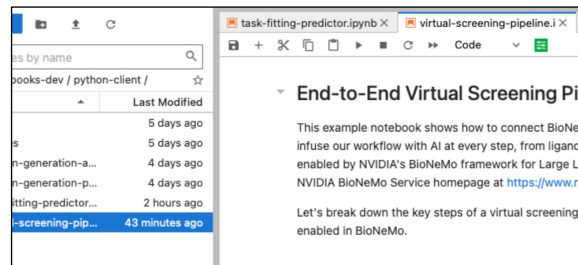 task-fitting-predictor.ipynb
virtual-screening-pipeline.i
Code
es by name
ooks-dev / python-client /
Last Modified
5 days ago
s 5 days ago
n-generation-a... 4 days ago
n-generation-p... 4 days ago
itting-predictor... 2 hours ago
l-screening-pip... 43 minutes ago
End-to-End Virtual Screening Pi
This example notebook shows how to connect BioNe
infuse our workflow with AI at every step, from ligand
enabled by NVIDIA's BioNeMo framework for Large L
NVIDIA BioNeMo Service homepage at https://www.n
Let's break down the key steps of a virtual screening
enabled in BioNeMo.